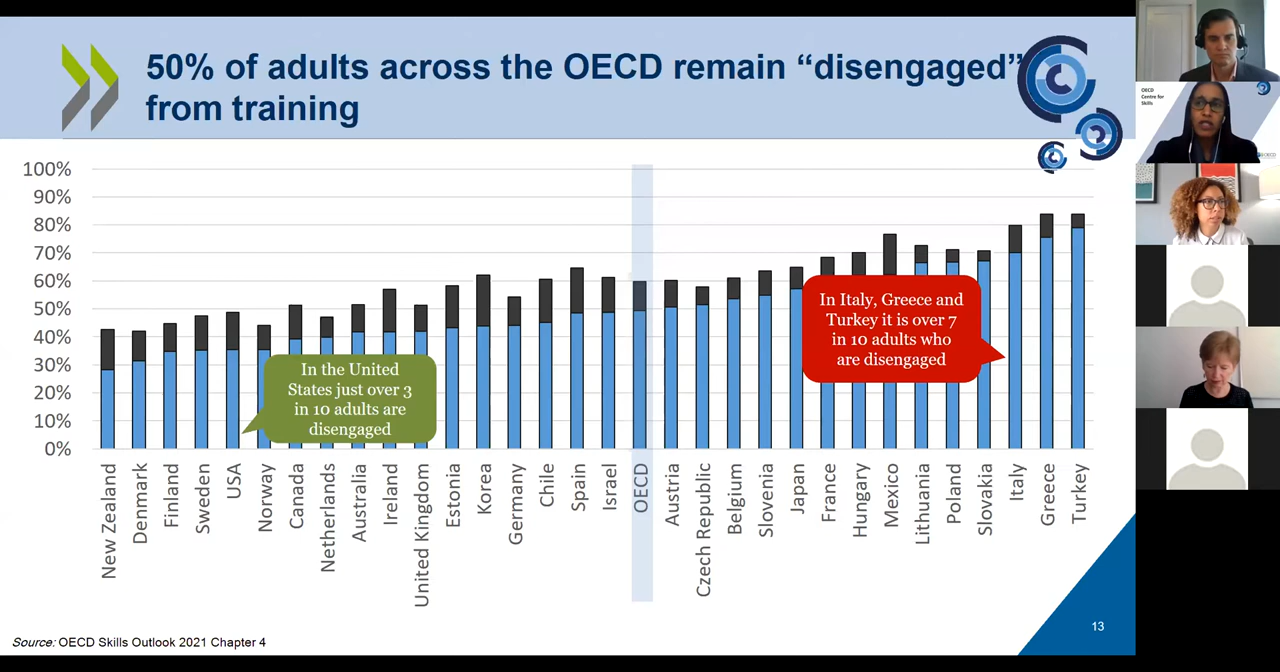 50% of adults across the OECD remain “disengaged”
from training
100%
90%
80%
70%
60%
50%
40%
30%
20%
10%
0%
In the United
States just over 3
in 10 adults are
disengaged
In Italy, Greece and
Turkey it is over 7
in 10 adults who
are disengaged
New Zealand
Denmark
Finland
Sweden
USA
Norway
Canada
Netherlands
Australia
Ireland
United Kingdom
Estonia
Korea
Germany
Chile
Spain
Israel
OECD
Austria
Czech Republic
Belgium
Slovenia
Japan
France
Hungary
Mexico
Lithuania
Poland
Slovakia
Italy
Greece
Turkey
Source: OECD Skills Outlook 2021 Chapter 4
13
OECD
Centre for
Skills
OECD